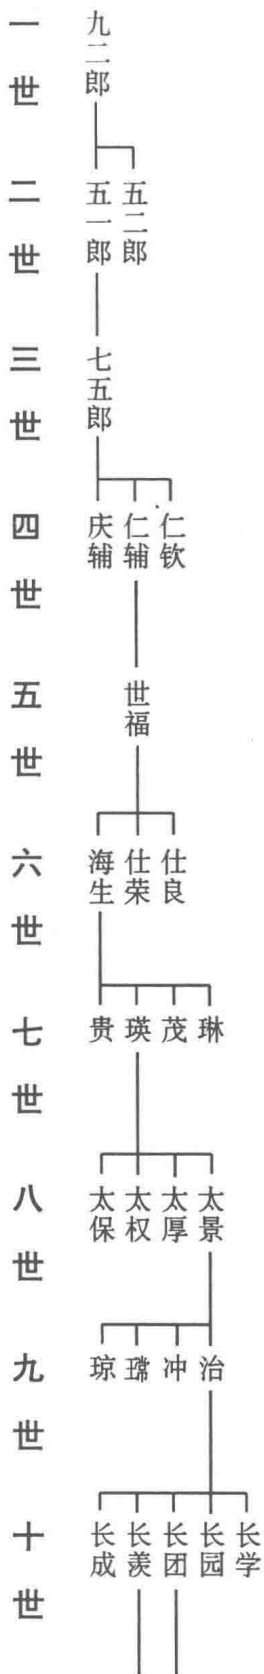 一世 九二郎
二世 五一郎 五二郎
三世 七五郎
四世 庆辅 仁辅 仁钦
五世 世福
六世 海生 仕荣 仕良
七世 贵 瑛 茂 琳
八世 太保 太权 太厚 太景
九世 琼 瑺 冲 治
十世 长成 长羡 长团 长园 长学